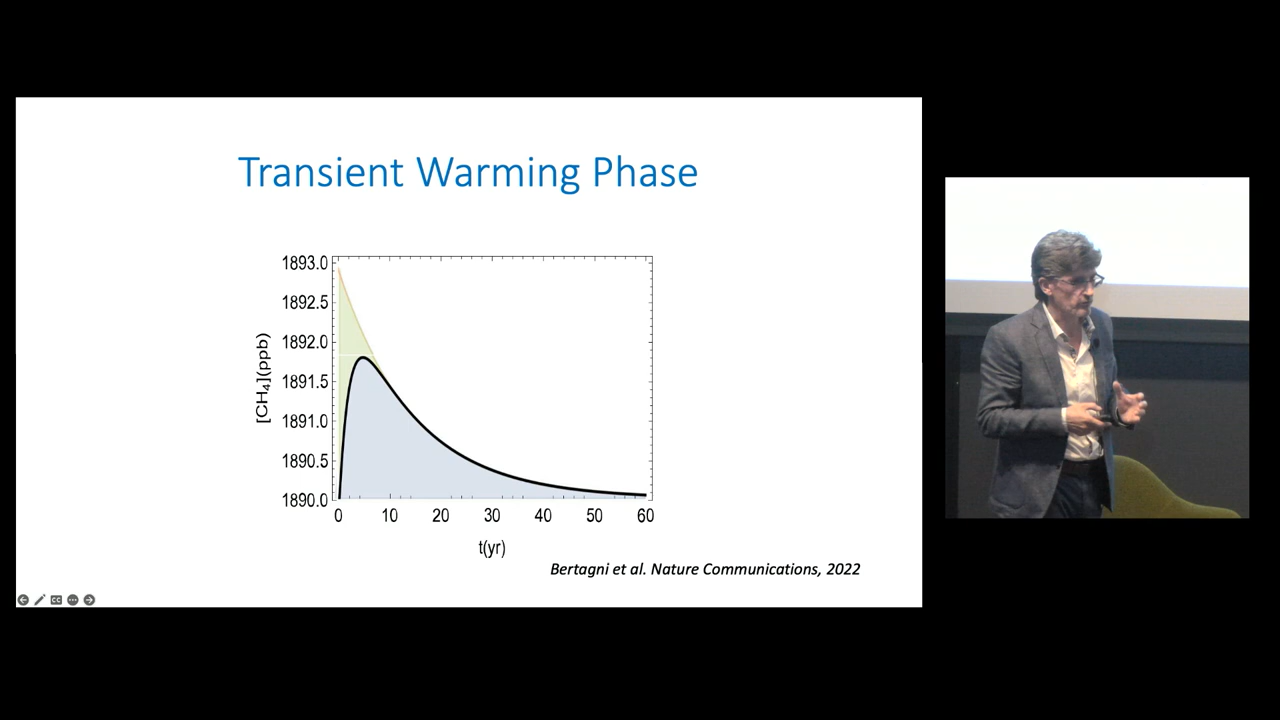 Transient Warming Phase
1893.0
1892.5
1892.0
1891.5
1891.0
1890.5
1890.0
[CH₄](ppb)
0 10 20 30 40 50 60
t(yr)
Bertagni et al. Nature Communications, 2022
CC